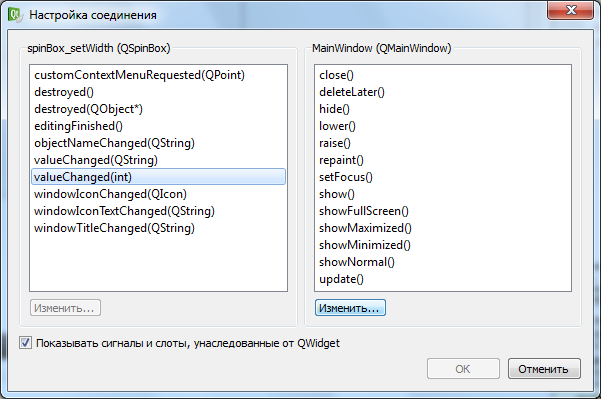 Настройка соединения
spinBox_setWidth (QSpinBox)
customContextMenuRequested(QPoint)
destroyed()
destroyed(QObject*)
editingFinished()
objectNameChanged(QString)
valueChanged(QString)
valueChanged(int)
windowIconChanged(QIcon)
windowIconTextChanged(QString)
windowTitleChanged(QString)
Изменить...
MainWindow (QMainWindow)
close()
deleteLater()
hide()
lower()
raise()
repaint()
setFocus()
show()
showFullScreen()
showMaximized()
showMinimized()
showNormal()
update()
Изменить...
Показывать сигналы и слоты, унаследованные от QWidget
OK
Отменить